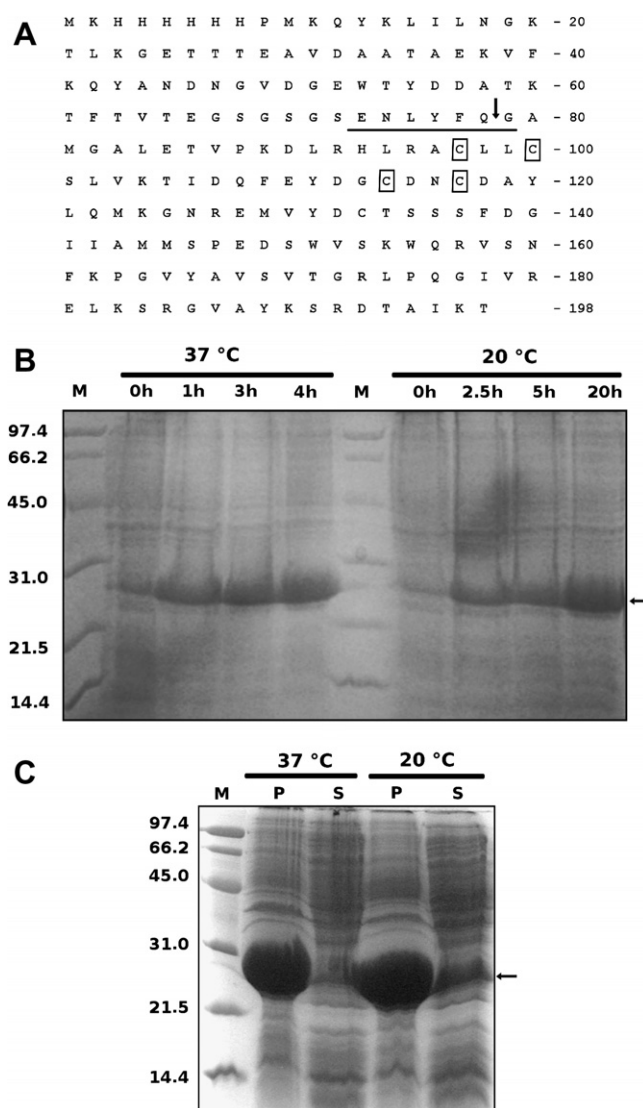 A
M K H H H H H H P M K Q Y K L I L N G K - 20
T L K G E T T T E A V D A A T A E K V F - 40
K Q Y A N D N G V D G E W T Y D D A T K - 60
T F T V T E G S G S G S E N L Y F Q G A - 80
M G A L E T V P K D L R H L R A C L L C - 100
S L V K T I D Q F E Y D G C D N C D A Y - 120
L Q M K G N R E M V Y D C T S S S F D G - 140
I I A M M S P E D S W V S K W Q R V S N - 160
F K P G V Y A V S V T G R L P Q G I V R - 180
E L K S R G V A Y K S R D T A I K T - 198
B
37 °C 20 °C
M 0h 1h 3h 4h M 0h 2.5h 5h 20h
97.4
66.2
45.0
31.0
21.5
14.4
C
37 °C 20 °C
M P S P S
97.4
66.2
45.0
31.0
21.5
14.4